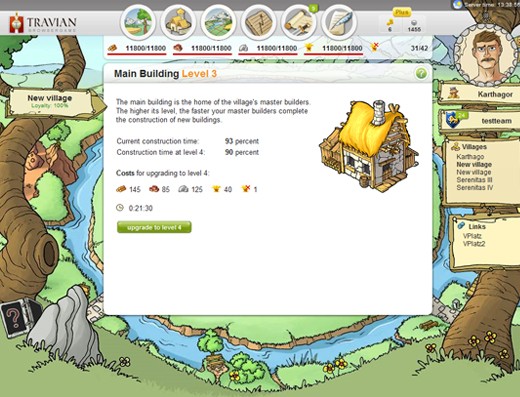 Server time: 13:38:56
TRAVIAN
BROWSERGAME
Plus
5
6
1455
11800/11800
11800/11800
11800/11800
11800/11800
31/42
New village
Loyalty: 100%
Main Building Level 3
?
The main building is the home of the village's master builders.
The higher its level, the faster your master builders complete
the construction of new buildings.
Current construction time: 93 percent
Construction time at level 4: 90 percent
Costs for upgrading to level 4:
145 85 125 40 1
0:21:30
upgrade to level 4
Karthagor
testteam
Villages
Karthago
New village
New village
Serenitas III
Serenitas IV
Links
VPlatz
VPlatz2
?